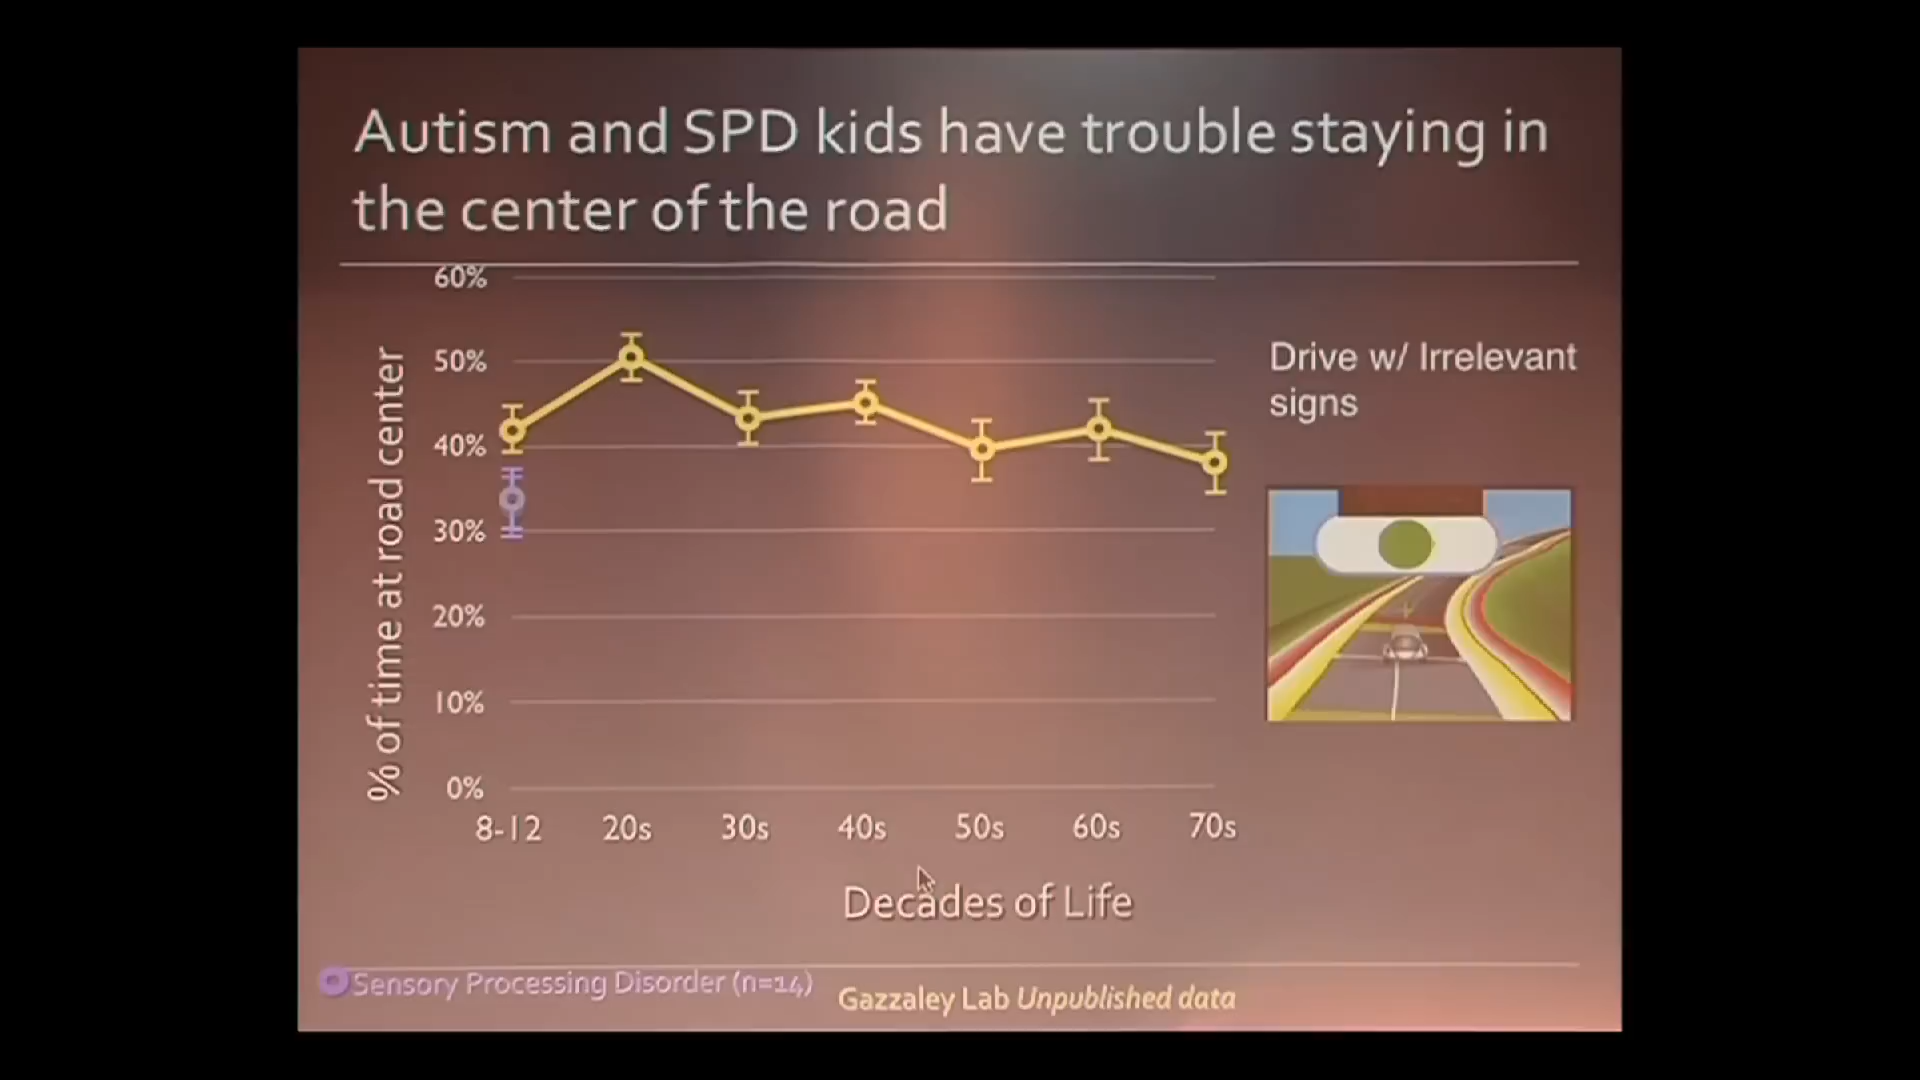 Autism and SPD kids have trouble staying in
the center of the road
60%
50%
40%
30%
20%
10%
0%
% of time at road center
8-12
20s
30s
40s
50s
60s
70s
Decades of Life
Drive w/ Irrelevant
signs
Sensory Processing Disorder (n=14)
Gazzaley Lab Unpublished data